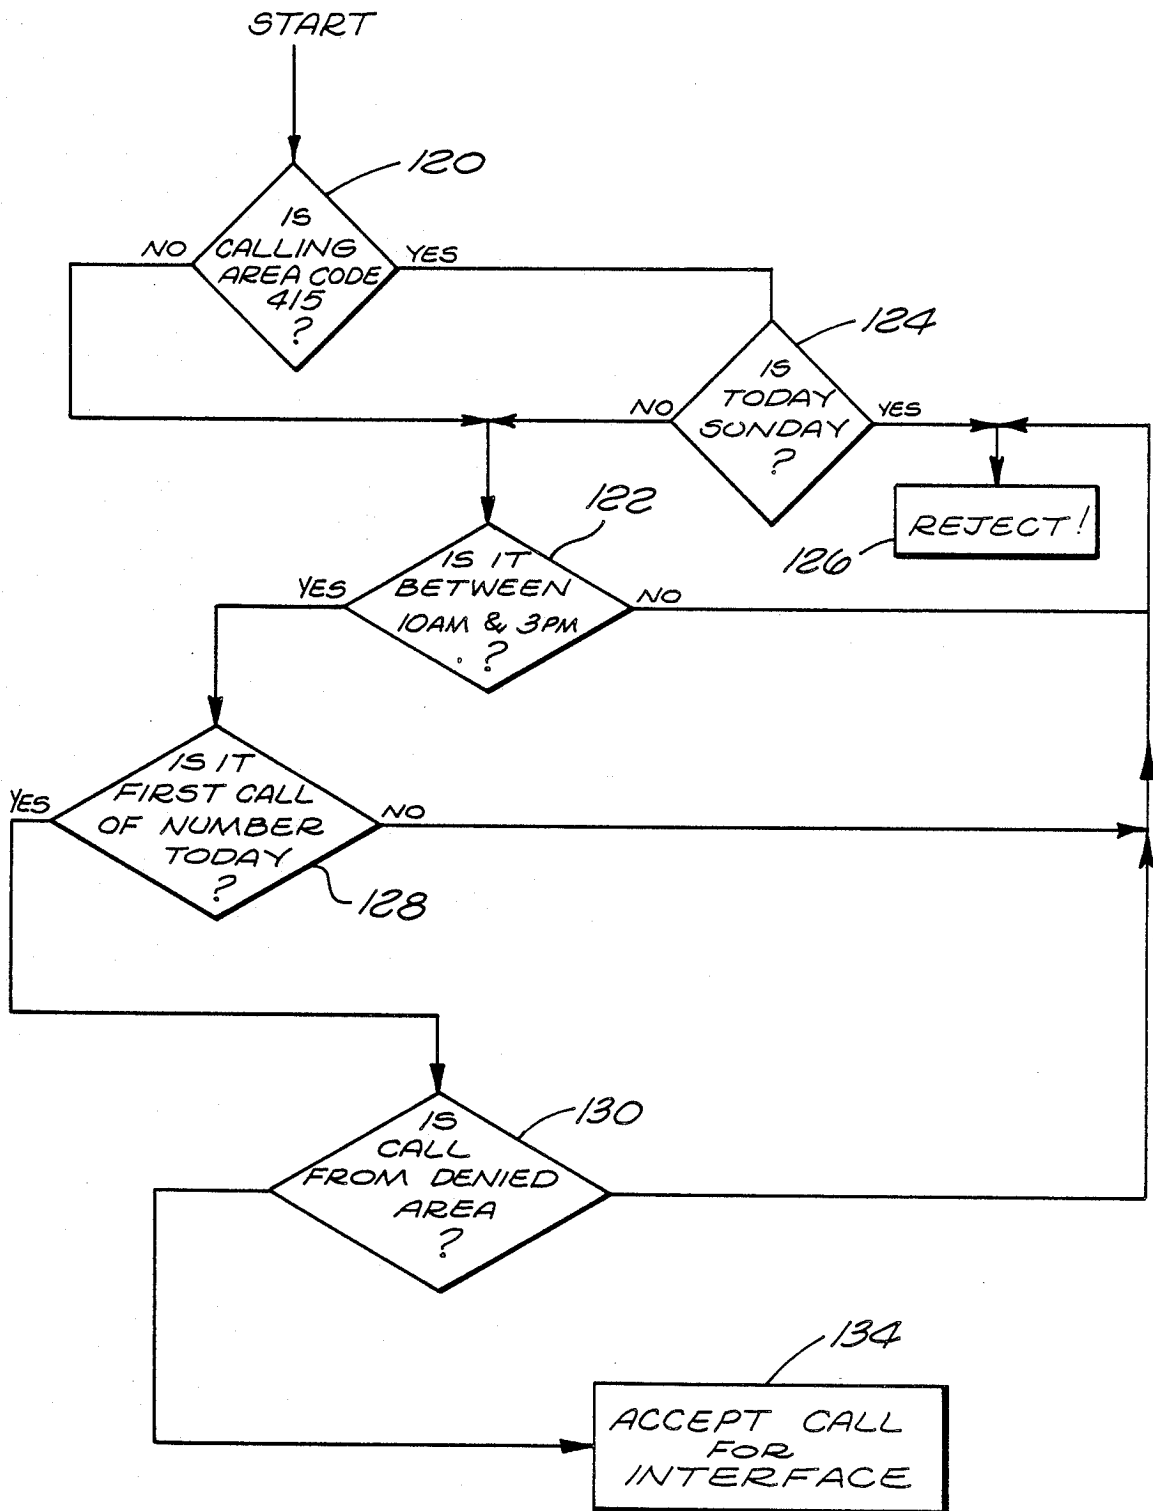 START
120
IS
CALLING
AREA CODE
415
?
NO
YES
124
IS
TODAY
SUNDAY
?
NO
YES
REJECT!
126
122
IS IT
BETWEEN
10AM & 3PM
?
YES
NO
IS IT
FIRST CALL
OF NUMBER
TODAY
?
YES
NO
128
130
IS
CALL
FROM DENIED
AREA
?
134
ACCEPT CALL
FOR
INTERFACE